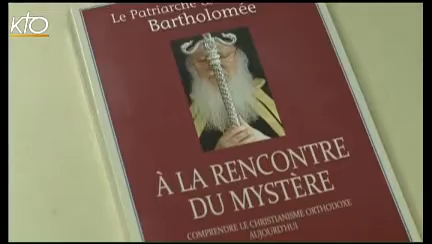 KTO
Le Patriarche
Bartholomée
À LA RENCONTRE
DU MYSTÈRE
COMPRENDRE LE CHRISTIANISME ORTHODOXE
AUJOURD'HUI